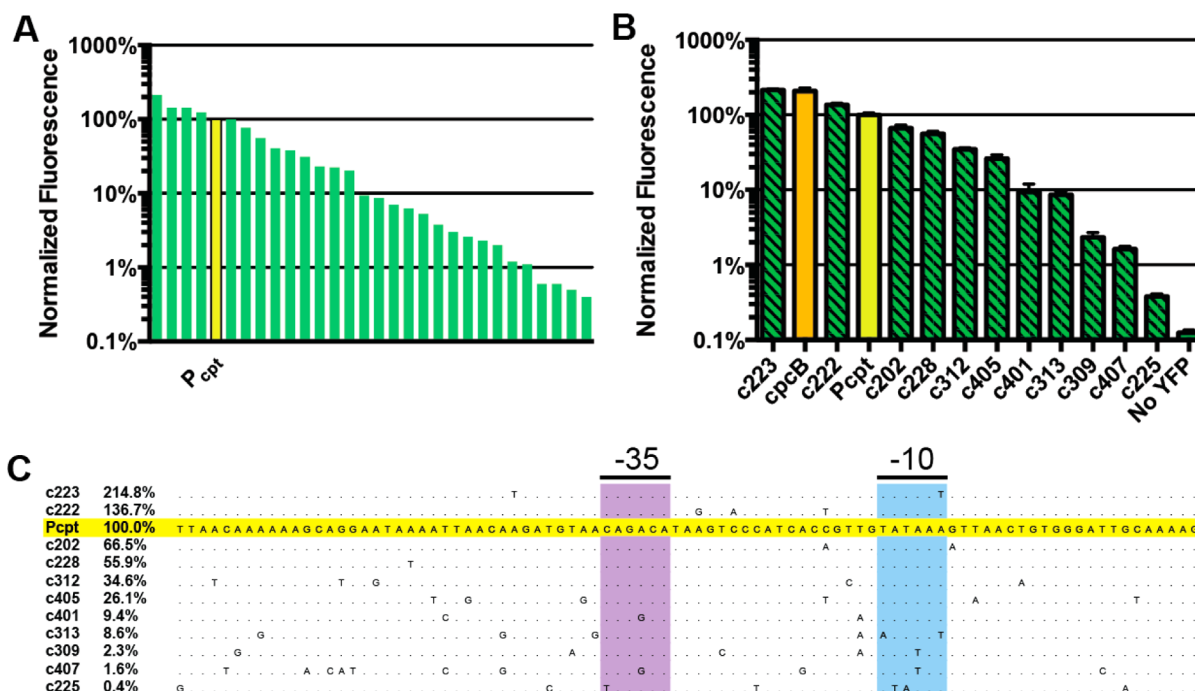 A
Normalized Fluorescence
1000%
100%
10%
1%
0.1%
Pcpt
B
Normalized Fluorescence
1000%
100%
10%
1%
0.1%
c223
cpcB
c222
Pcpt
c202
c228
c312
c405
c401
c313
c309
c407
c225
No YFP
C
-35
-10
c223 214.8% T T
c222 136.7% G A T
Pcpt 100.0% T T A A C A A A A A A G C A G G A A T A A A A T T A A C A A G A T G T A A C A G A C A T A A G T C C C A T C A C C G T T G T A T A A A G T T A A C T G T G G G A T T G C A A A A G
c202 66.5% A A
c228 55.9% T
c312 34.6% T T G C A
c405 26.1% T G G T A T
c401 9.4% C G A
c313 8.6% G G G A A T
c309 2.3% G A C A T
c407 1.6% T A C A T C G G G T C
c225 0.4% G C T T T A A